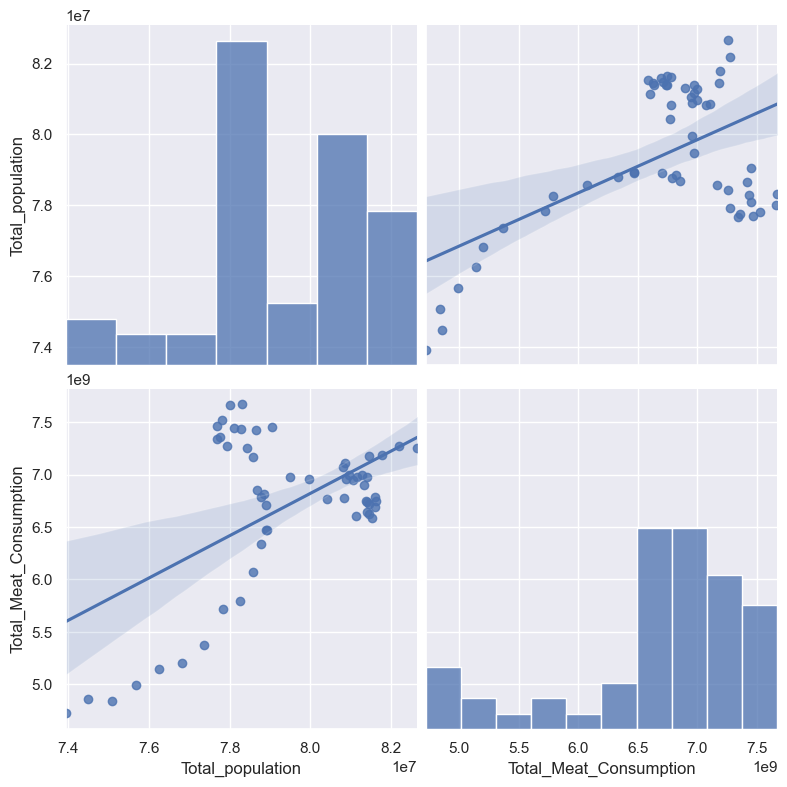 1e7
8.2
8.0
7.8
7.6
7.4
Total_population
1e9
7.5
7.0
6.5
6.0
5.5
5.0
Total_Meat_Consumption
7.4 7.6 7.8 8.0 8.2
1e7
Total_population
5.0 5.5 6.0 6.5 7.0 7.5
1e9
Total_Meat_Consumption